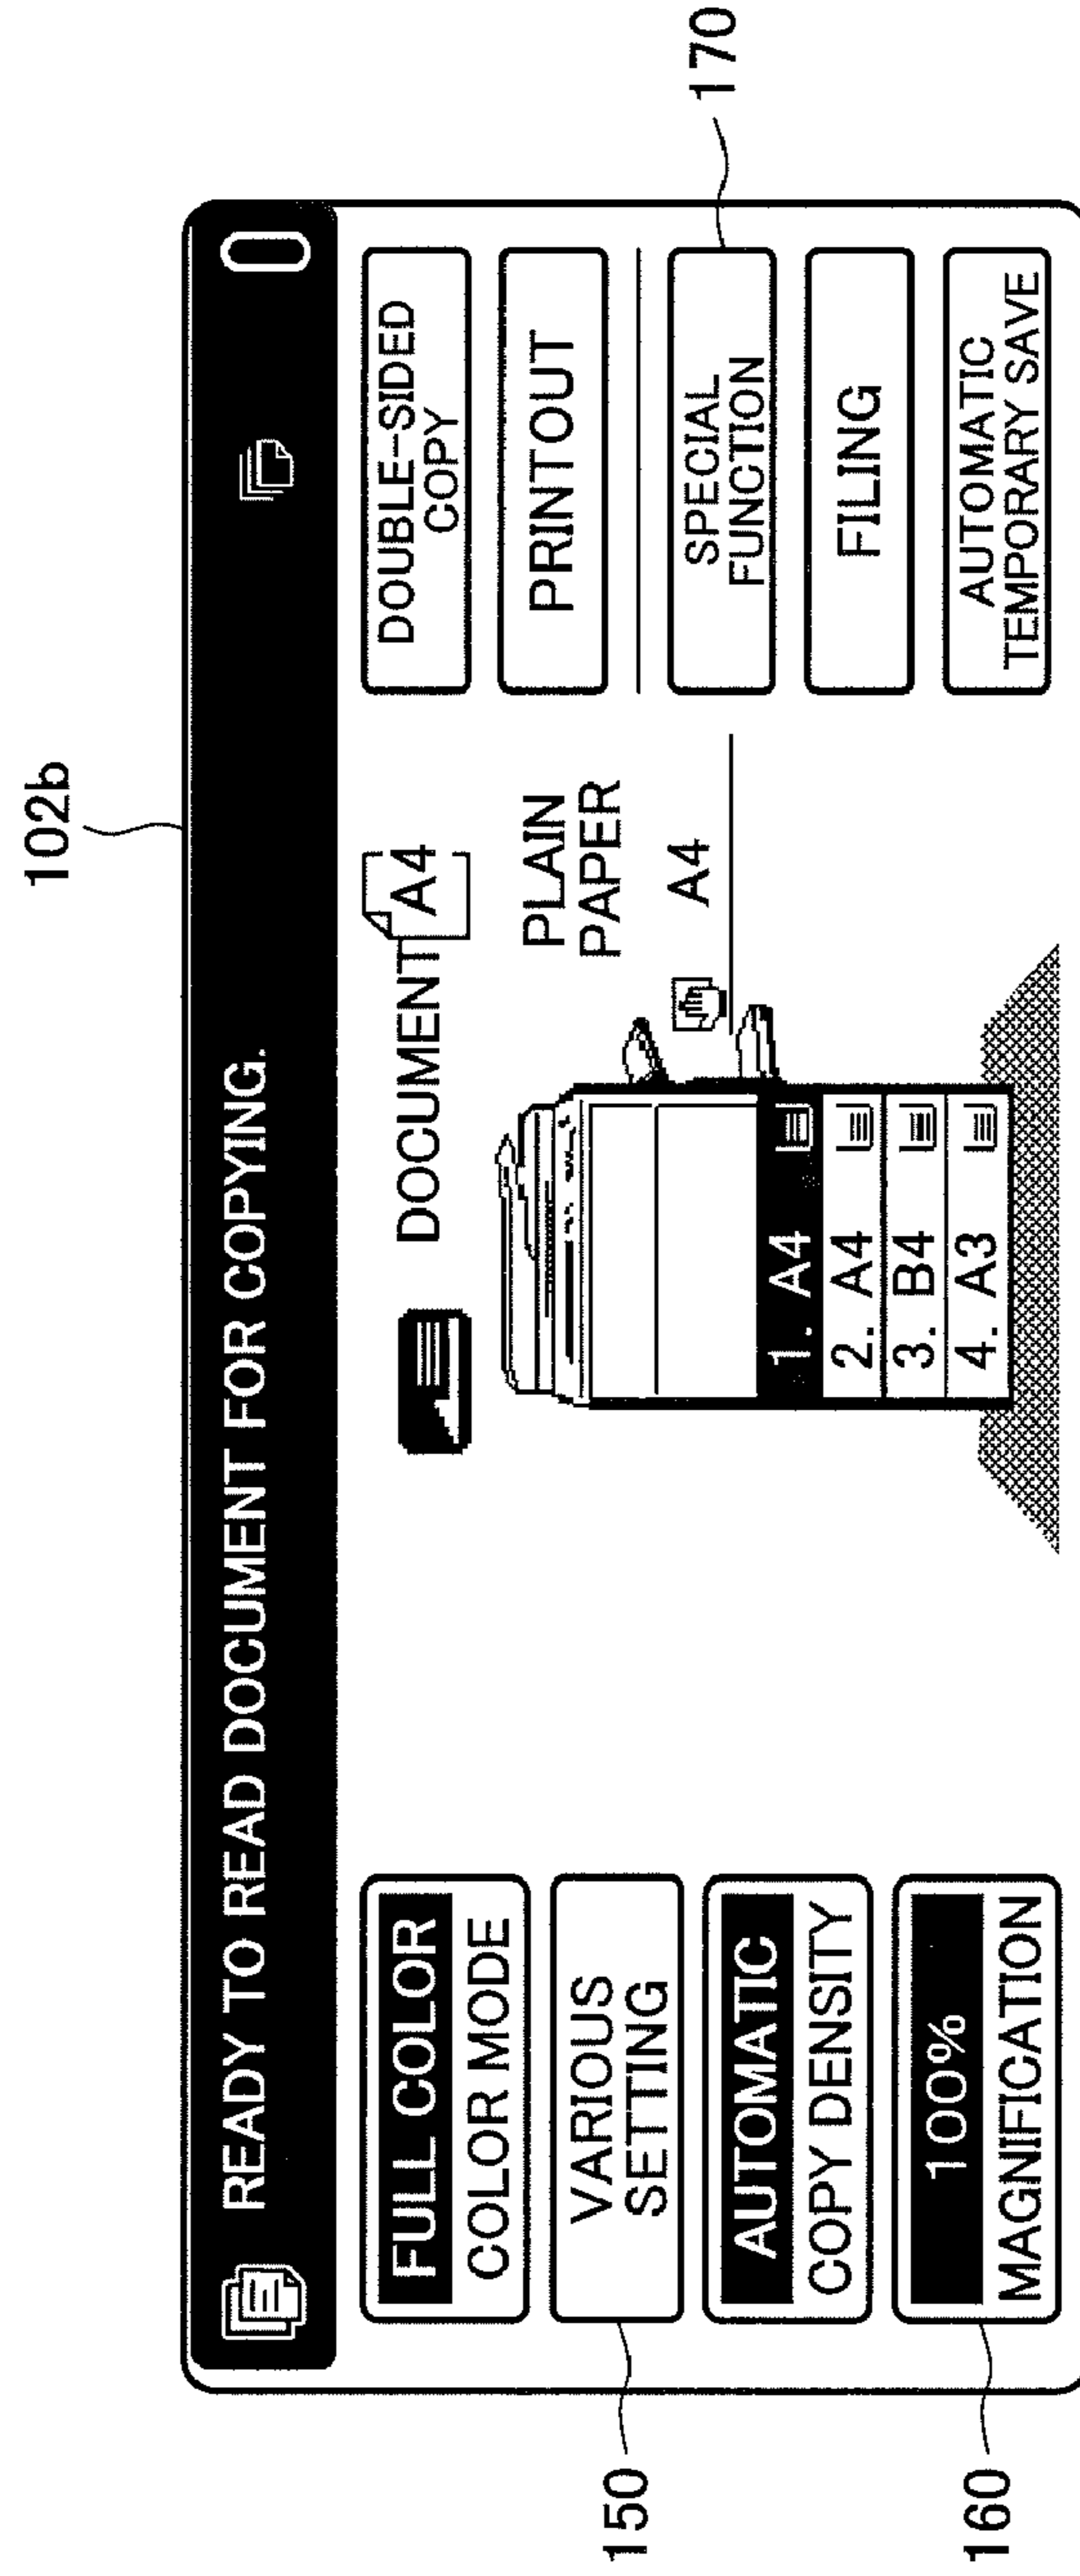 102b
READY TO READ DOCUMENT FOR COPYING.
0
FULL COLOR
COLOR MODE
VARIOUS
SETTING
AUTOMATIC
COPY DENSITY
100%
MAGNIFICATION
DOCUMENT
A4
PLAIN
PAPER
A4
1. A4
2. A4
3. B4
4. A3
DOUBLE-SIDED
COPY
PRINTOUT
SPECIAL
FUNCTION
FILING
AUTOMATIC
TEMPORARY SAVE
150
160
170